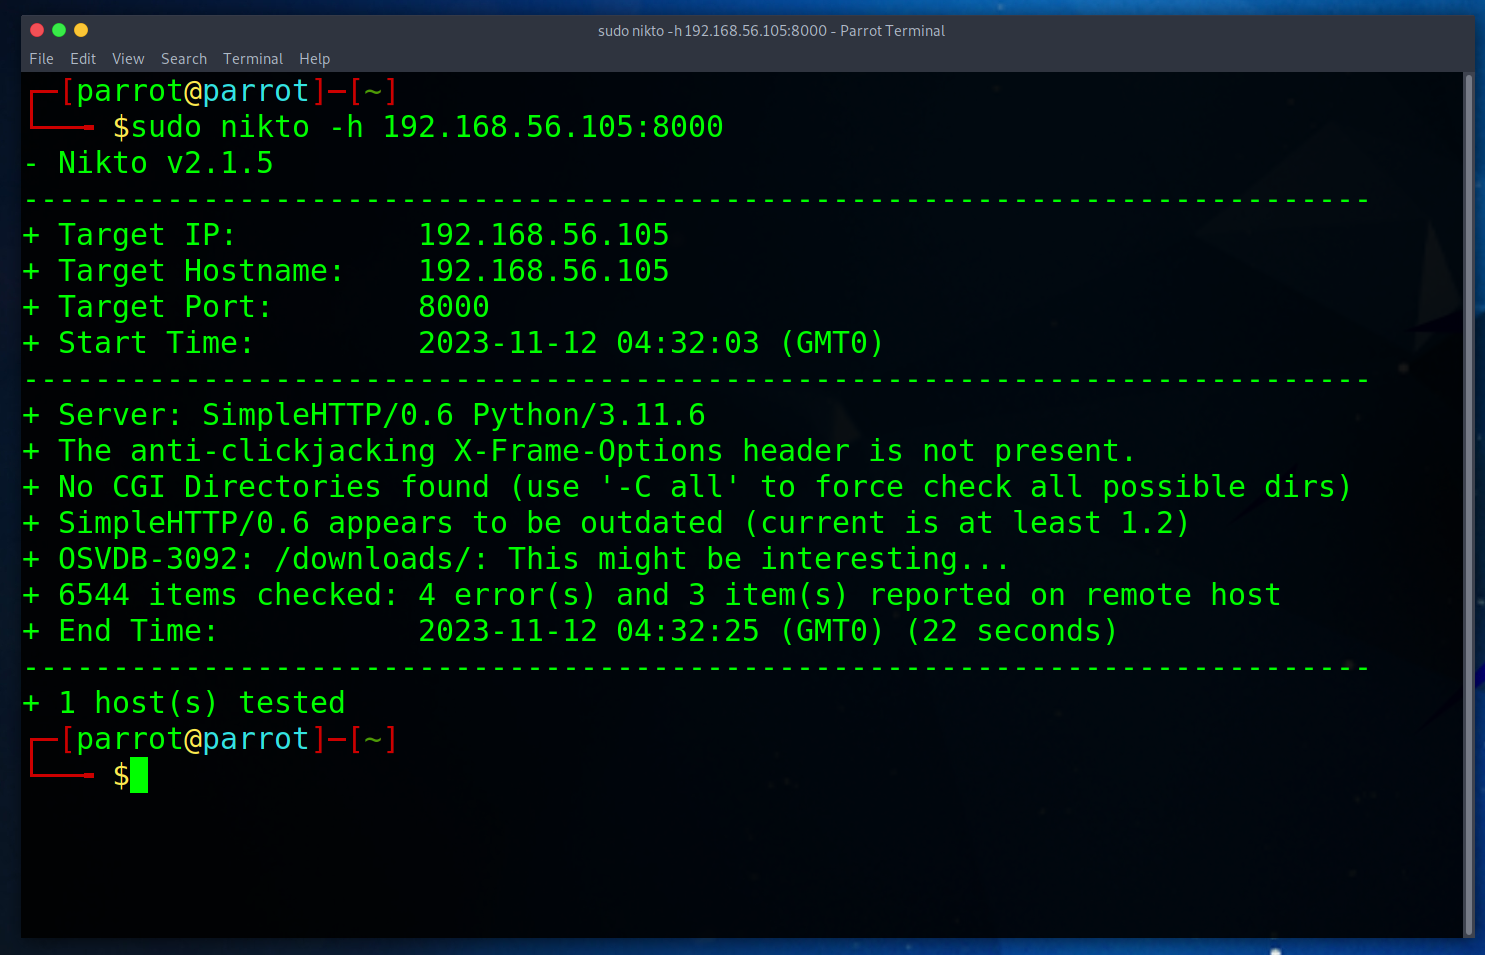 sudo nikto -h 192.168.56.105:8000 - Parrot Terminal
File Edit View Search Terminal Help
┌─[parrot@parrot]─[~]
└──╼ $sudo nikto -h 192.168.56.105:8000
- Nikto v2.1.5
---------------------------------------------------------------------------
+ Target IP:          192.168.56.105
+ Target Hostname:    192.168.56.105
+ Target Port:        8000
+ Start Time:         2023-11-12 04:32:03 (GMT0)
---------------------------------------------------------------------------
+ Server: SimpleHTTP/0.6 Python/3.11.6
+ The anti-clickjacking X-Frame-Options header is not present.
+ No CGI Directories found (use '-C all' to force check all possible dirs)
+ SimpleHTTP/0.6 appears to be outdated (current is at least 1.2)
+ OSVDB-3092: /downloads/: This might be interesting...
+ 6544 items checked: 4 error(s) and 3 item(s) reported on remote host
+ End Time:           2023-11-12 04:32:25 (GMT0) (22 seconds)
---------------------------------------------------------------------------
+ 1 host(s) tested
┌─[parrot@parrot]─[~]
└──╼ $